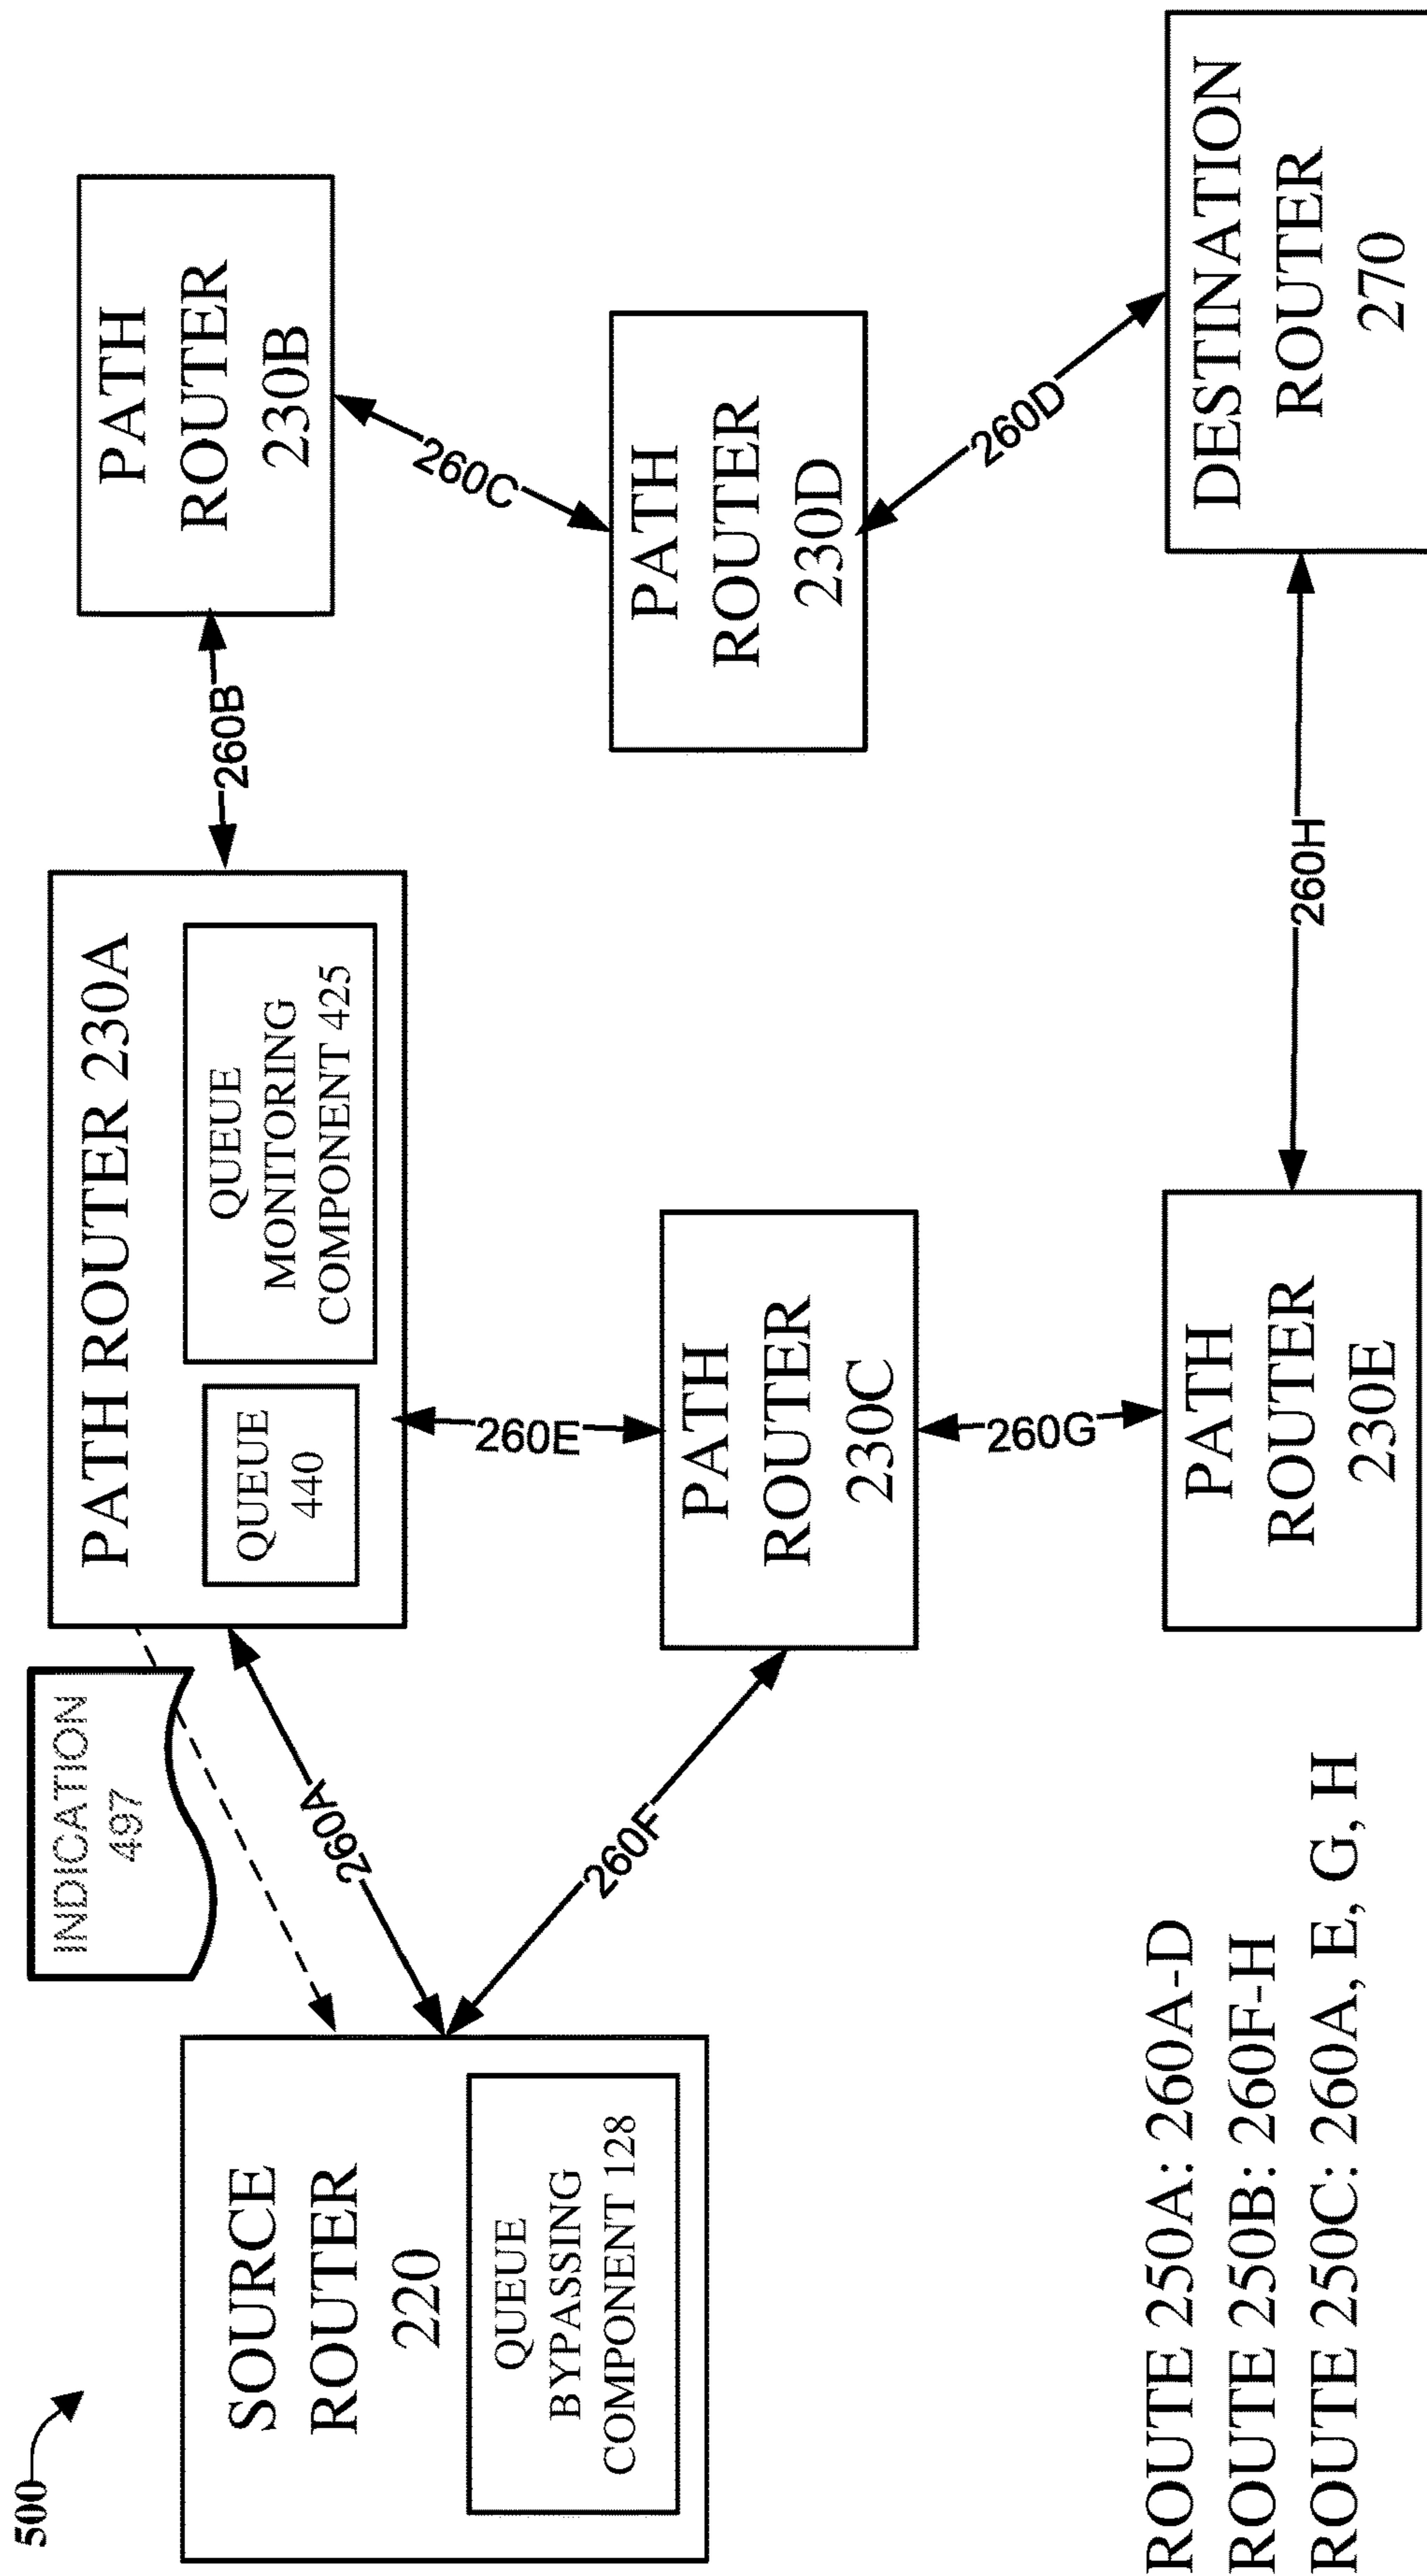 500
INDICATION
497
SOURCE
ROUTER
220
QUEUE
BYPASSING
COMPONENT 128
PATH ROUTER 230A
QUEUE
440
QUEUE
MONITORING
COMPONENT 425
PATH
ROUTER
230B
260A
260B
260C
260E
260F
PATH
ROUTER
230C
PATH
ROUTER
230D
260D
260G
260H
PATH
ROUTER
230E
DESTINATION
ROUTER
270
ROUTE 250A: 260A-D
ROUTE 250B: 260F-H
ROUTE 250C: 260A, E, G, H